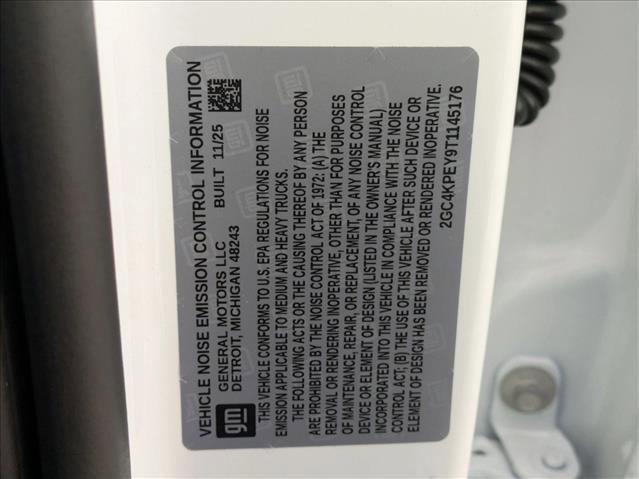 VEHICLE NOISE EMISSION CONTROL INFORMATION
gm
GENERAL MOTORS LLC
DETROIT, MICHIGAN 48243
BUILT 11/25
THIS VEHICLE CONFORMS TO U.S. EPA REGULATIONS FOR NOISE
EMISSION APPLICABLE TO MEDIUM AND HEAVY TRUCKS.
THE FOLLOWING ACTS OR THE CAUSING THEREOF BY ANY PERSON
ARE PROHIBITED BY THE NOISE CONTROL ACT OF 1972: (A) THE
REMOVAL OR RENDERING INOPERATIVE, OTHER THAN FOR PURPOSES
OF MAINTENANCE, REPAIR, OR REPLACEMENT, OF ANY NOISE CONTROL
DEVICE OR ELEMENT OF DESIGN (LISTED IN THE OWNER'S MANUAL)
INCORPORATED INTO THIS VEHICLE IN COMPLIANCE WITH THE NOISE
CONTROL ACT; (B) THE USE OF THIS VEHICLE AFTER SUCH DEVICE OR
ELEMENT OF DESIGN HAS BEEN REMOVED OR RENDERED INOPERATIVE.
2GC4KPEY9T1145176